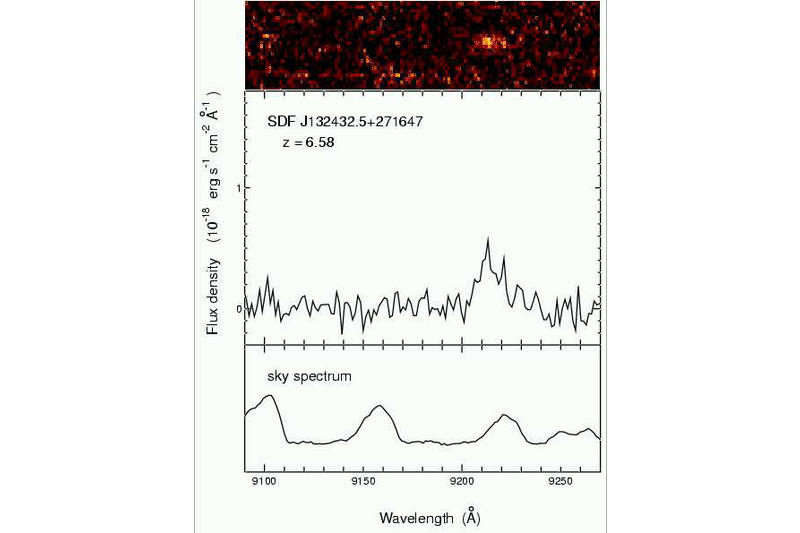 SDF J132432.5+271647
z = 6.58
Flux density (10⁻¹⁸ erg s⁻¹ cm⁻² Å⁻¹)
1
0
sky spectrum
9100 9150 9200 9250
Wavelength (Å)